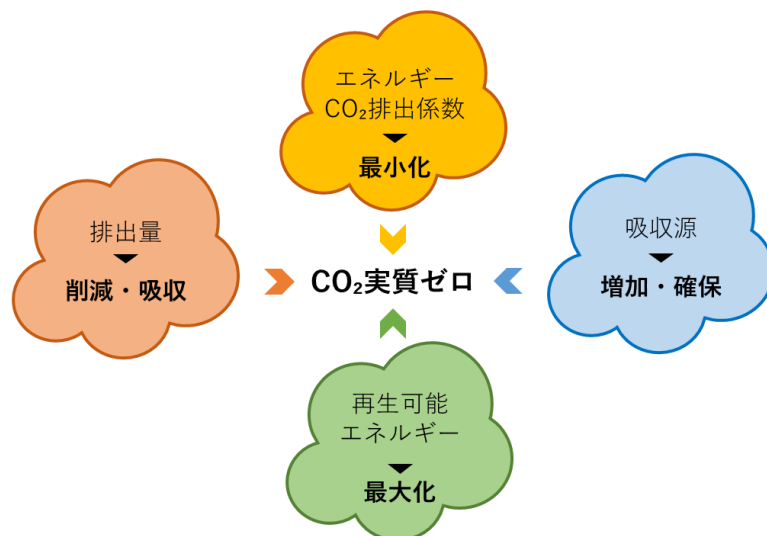 エネルギー
CO₂排出係数
最小化
排出量
削減・吸収
CO₂実質ゼロ
吸収源
増加・確保
再生可能
エネルギー
最大化